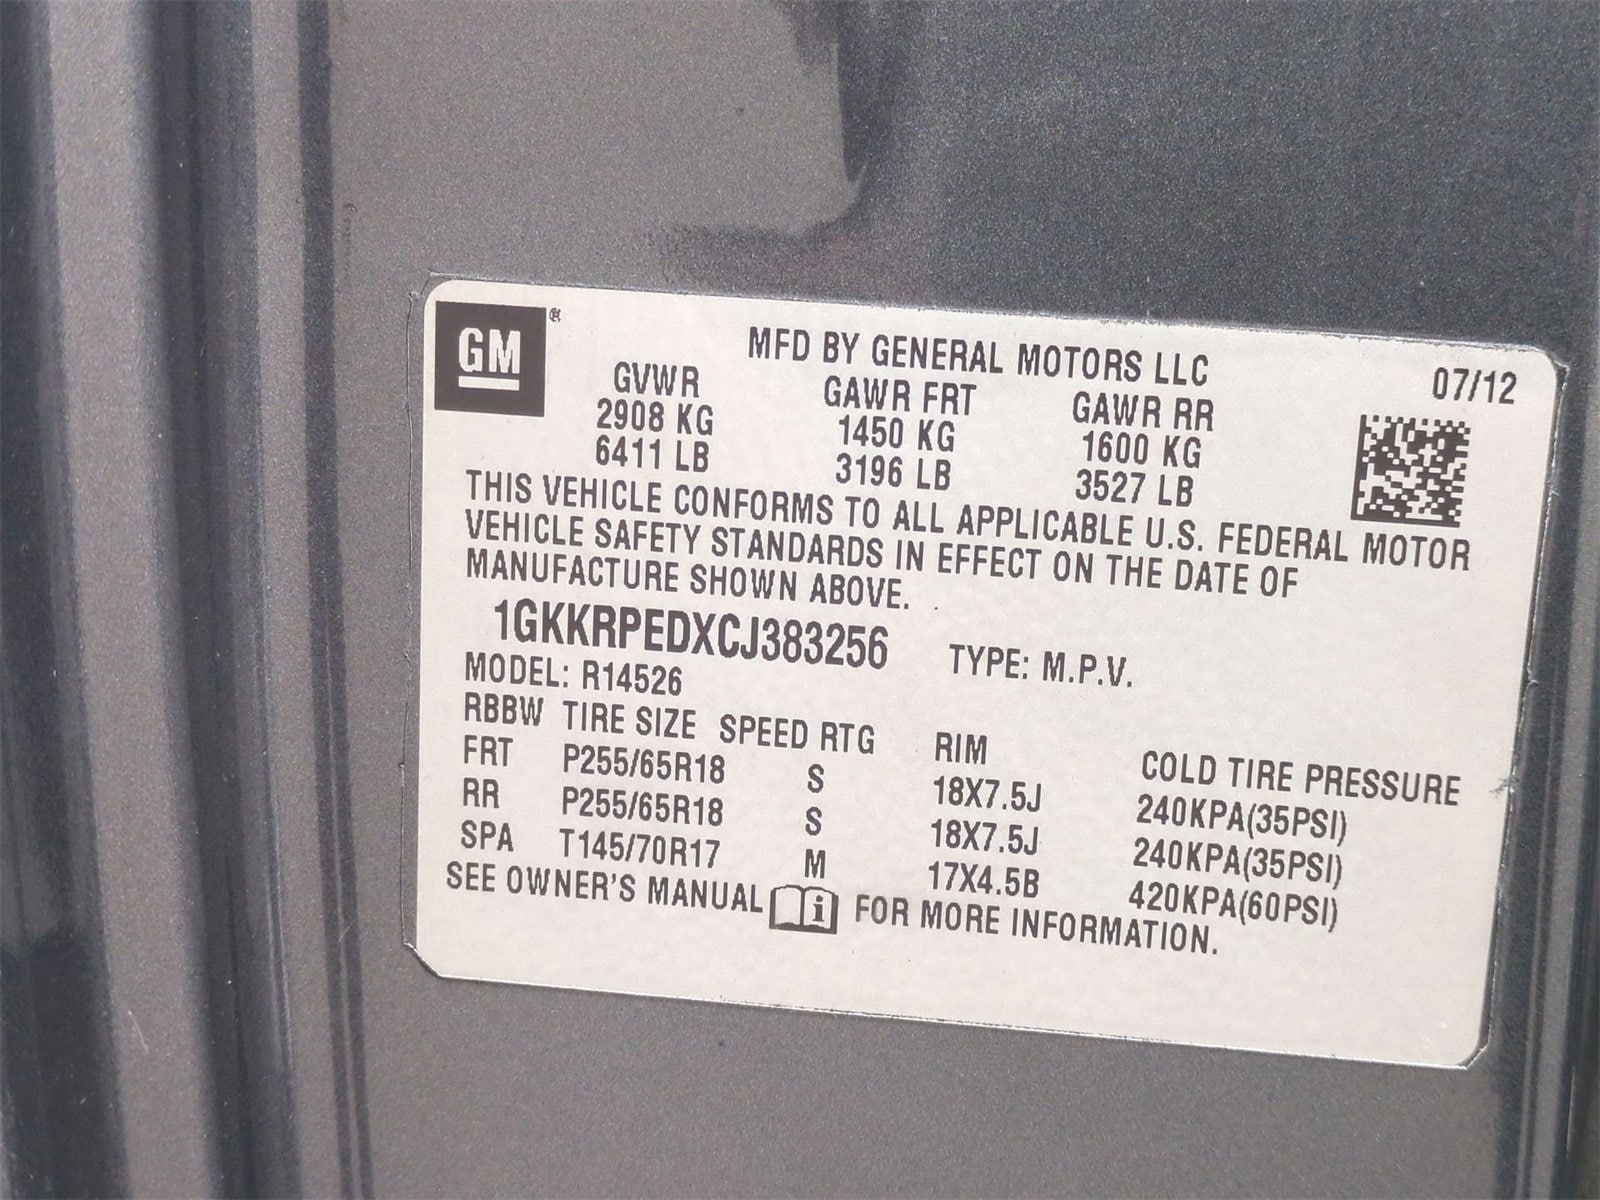 GM ®
MFD BY GENERAL MOTORS LLC 07/12
GVWR GAWR FRT GAWR RR
2908 KG 1450 KG 1600 KG
6411 LB 3196 LB 3527 LB
THIS VEHICLE CONFORMS TO ALL APPLICABLE U.S. FEDERAL MOTOR
VEHICLE SAFETY STANDARDS IN EFFECT ON THE DATE OF
MANUFACTURE SHOWN ABOVE.
1GKKRPEDXCJ383256 TYPE: M.P.V.
MODEL: R14526
RBBW TIRE SIZE SPEED RTG RIM COLD TIRE PRESSURE
FRT P255/65R18 S 18X7.5J 240KPA(35PSI)
RR P255/65R18 S 18X7.5J 240KPA(35PSI)
SPA T145/70R17 M 17X4.5B 420KPA(60PSI)
SEE OWNER'S MANUAL i FOR MORE INFORMATION.